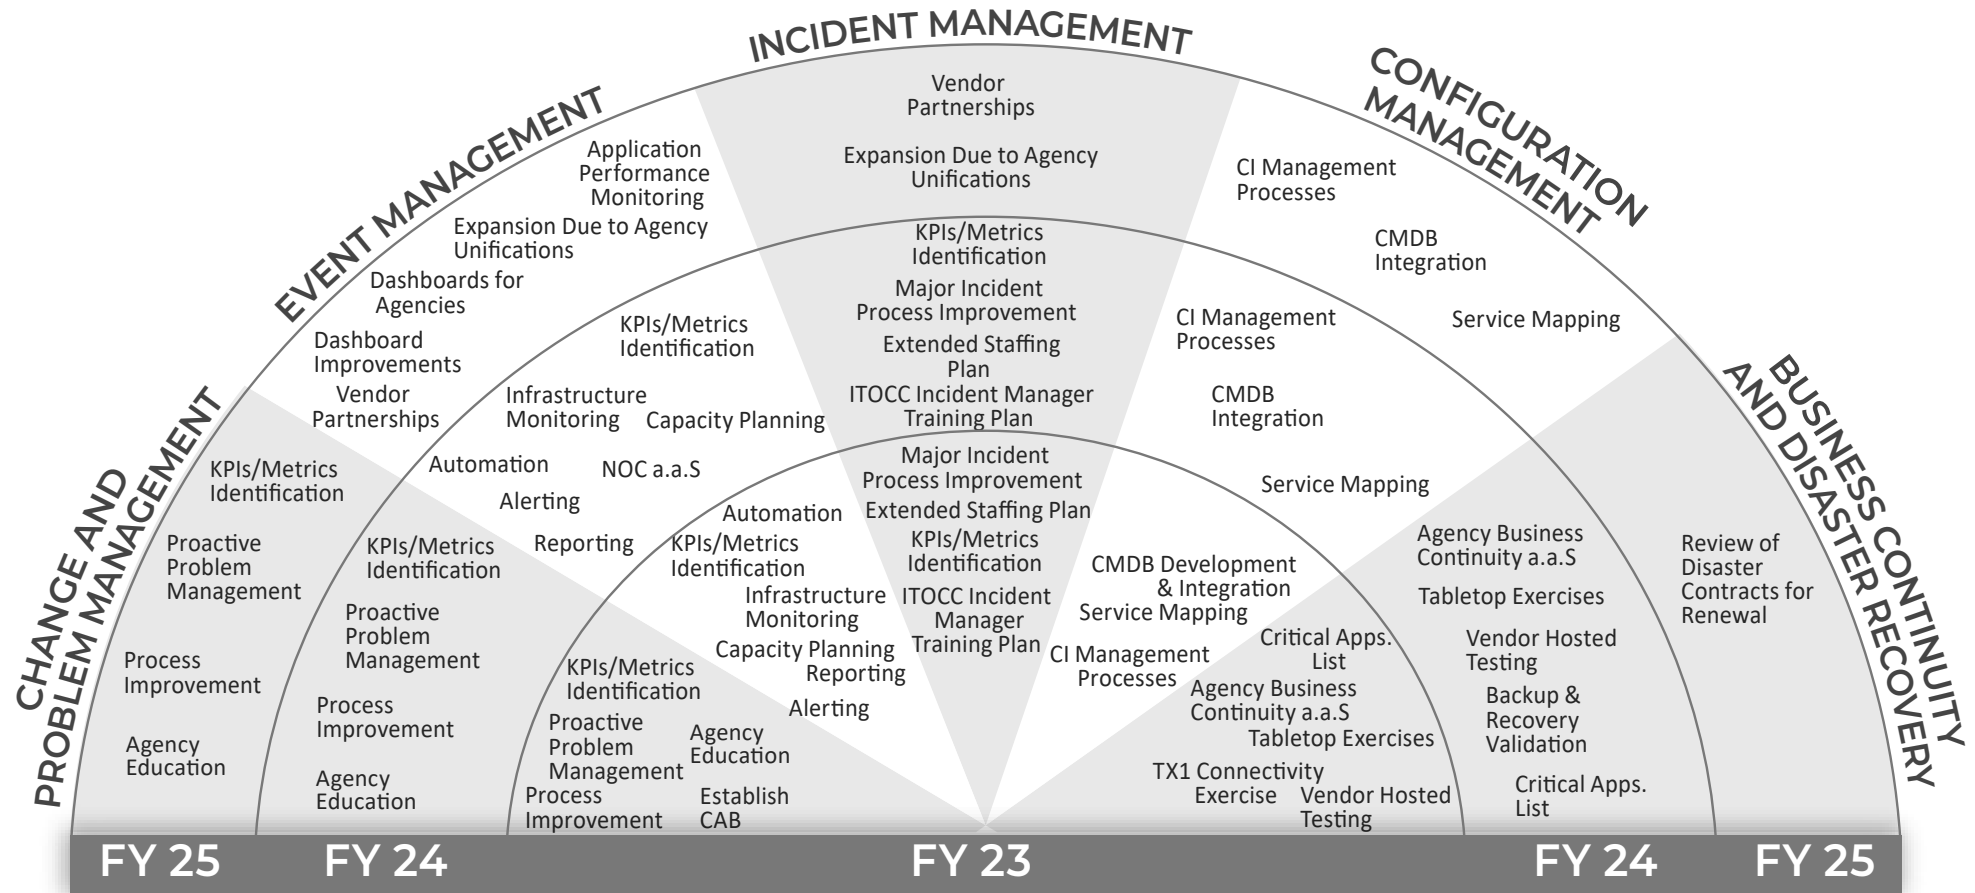 CHANGE AND
PROBLEM MANAGEMENT
EVENT MANAGEMENT
INCIDENT MANAGEMENT
CONFIGURATION
MANAGEMENT
BUSINESS CONTINUITY
AND DISASTER RECOVERY
KPIs/Metrics
Identification
Proactive
Problem
Management
Process
Improvement
Agency
Education
KPIs/Metrics
Identification
Proactive
Problem
Management
Process
Improvement
Agency
Education
KPIs/Metrics
Identification
Proactive
Problem
Management
Agency
Education
Process
Improvement
Establish
CAB
Application
Performance
Monitoring
Expansion Due to Agency
Unifications
Dashboards for
Agencies
Dashboard
Improvements
Vendor
Partnerships
KPIs/Metrics
Identification
Infrastructure
Monitoring
Capacity Planning
Automation
NOC a.a.S
Alerting
Reporting
Automation
KPIs/Metrics
Identification
Infrastructure
Monitoring
Capacity Planning
Reporting
Alerting
Vendor
Partnerships
Expansion Due to Agency
Unifications
KPIs/Metrics
Identification
Major Incident
Process Improvement
Extended Staffing
Plan
ITOCC Incident Manager
Training Plan
Major Incident
Process Improvement
Extended Staffing Plan
KPIs/Metrics
Identification
ITOCC Incident
Manager
Training Plan
CI Management
Processes
CMDB
Integration
Service Mapping
CI Management
Processes
CMDB
Integration
Service Mapping
CMDB Development
& Integration
Service Mapping
CI Management
Processes
Critical Apps.
List
Agency Business
Continuity a.a.S
Tabletop Exercises
TX1 Connectivity
Exercise
Vendor Hosted
Testing
Agency Business
Continuity a.a.S
Tabletop Exercises
Vendor Hosted
Testing
Backup &
Recovery
Validation
Critical Apps.
List
Review of
Disaster
Contracts for
Renewal
FY 25
FY 24
FY 23
FY 24
FY 25